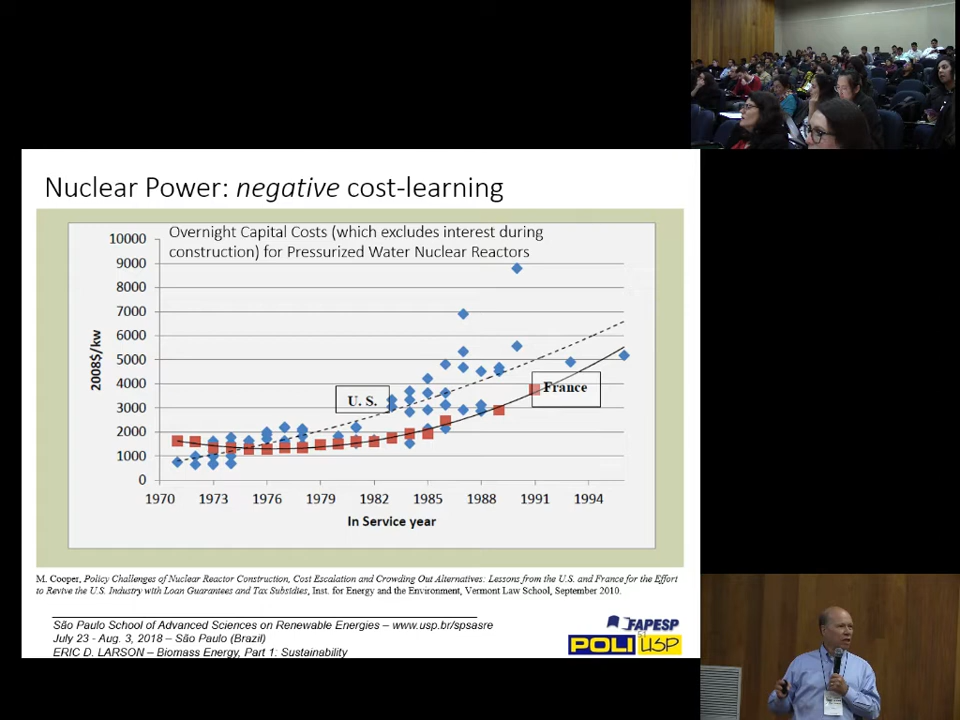 Nuclear Power: negative cost-learning
Overnight Capital Costs (which excludes interest during
construction) for Pressurized Water Nuclear Reactors
10000
9000
8000
7000
6000
5000
4000
3000
2000
1000
0
2008$/kw
U. S.
France
1970 1973 1976 1979 1982 1985 1988 1991 1994
In Service year
M. Cooper, Policy Challenges of Nuclear Reactor Construction, Cost Escalation and Crowding Out Alternatives: Lessons from the U.S. and France for the Effort
to Revive the U.S. Industry with Loan Guarantees and Tax Subsidies, Inst. for Energy and the Environment, Vermont Law School, September 2010.
São Paulo School of Advanced Sciences on Renewable Energies – www.usp.br/spsasre
July 23 - Aug. 3, 2018 – São Paulo (Brazil)
ERIC D. LARSON – Biomass Energy, Part 1: Sustainability
FAPESP
POLI USP